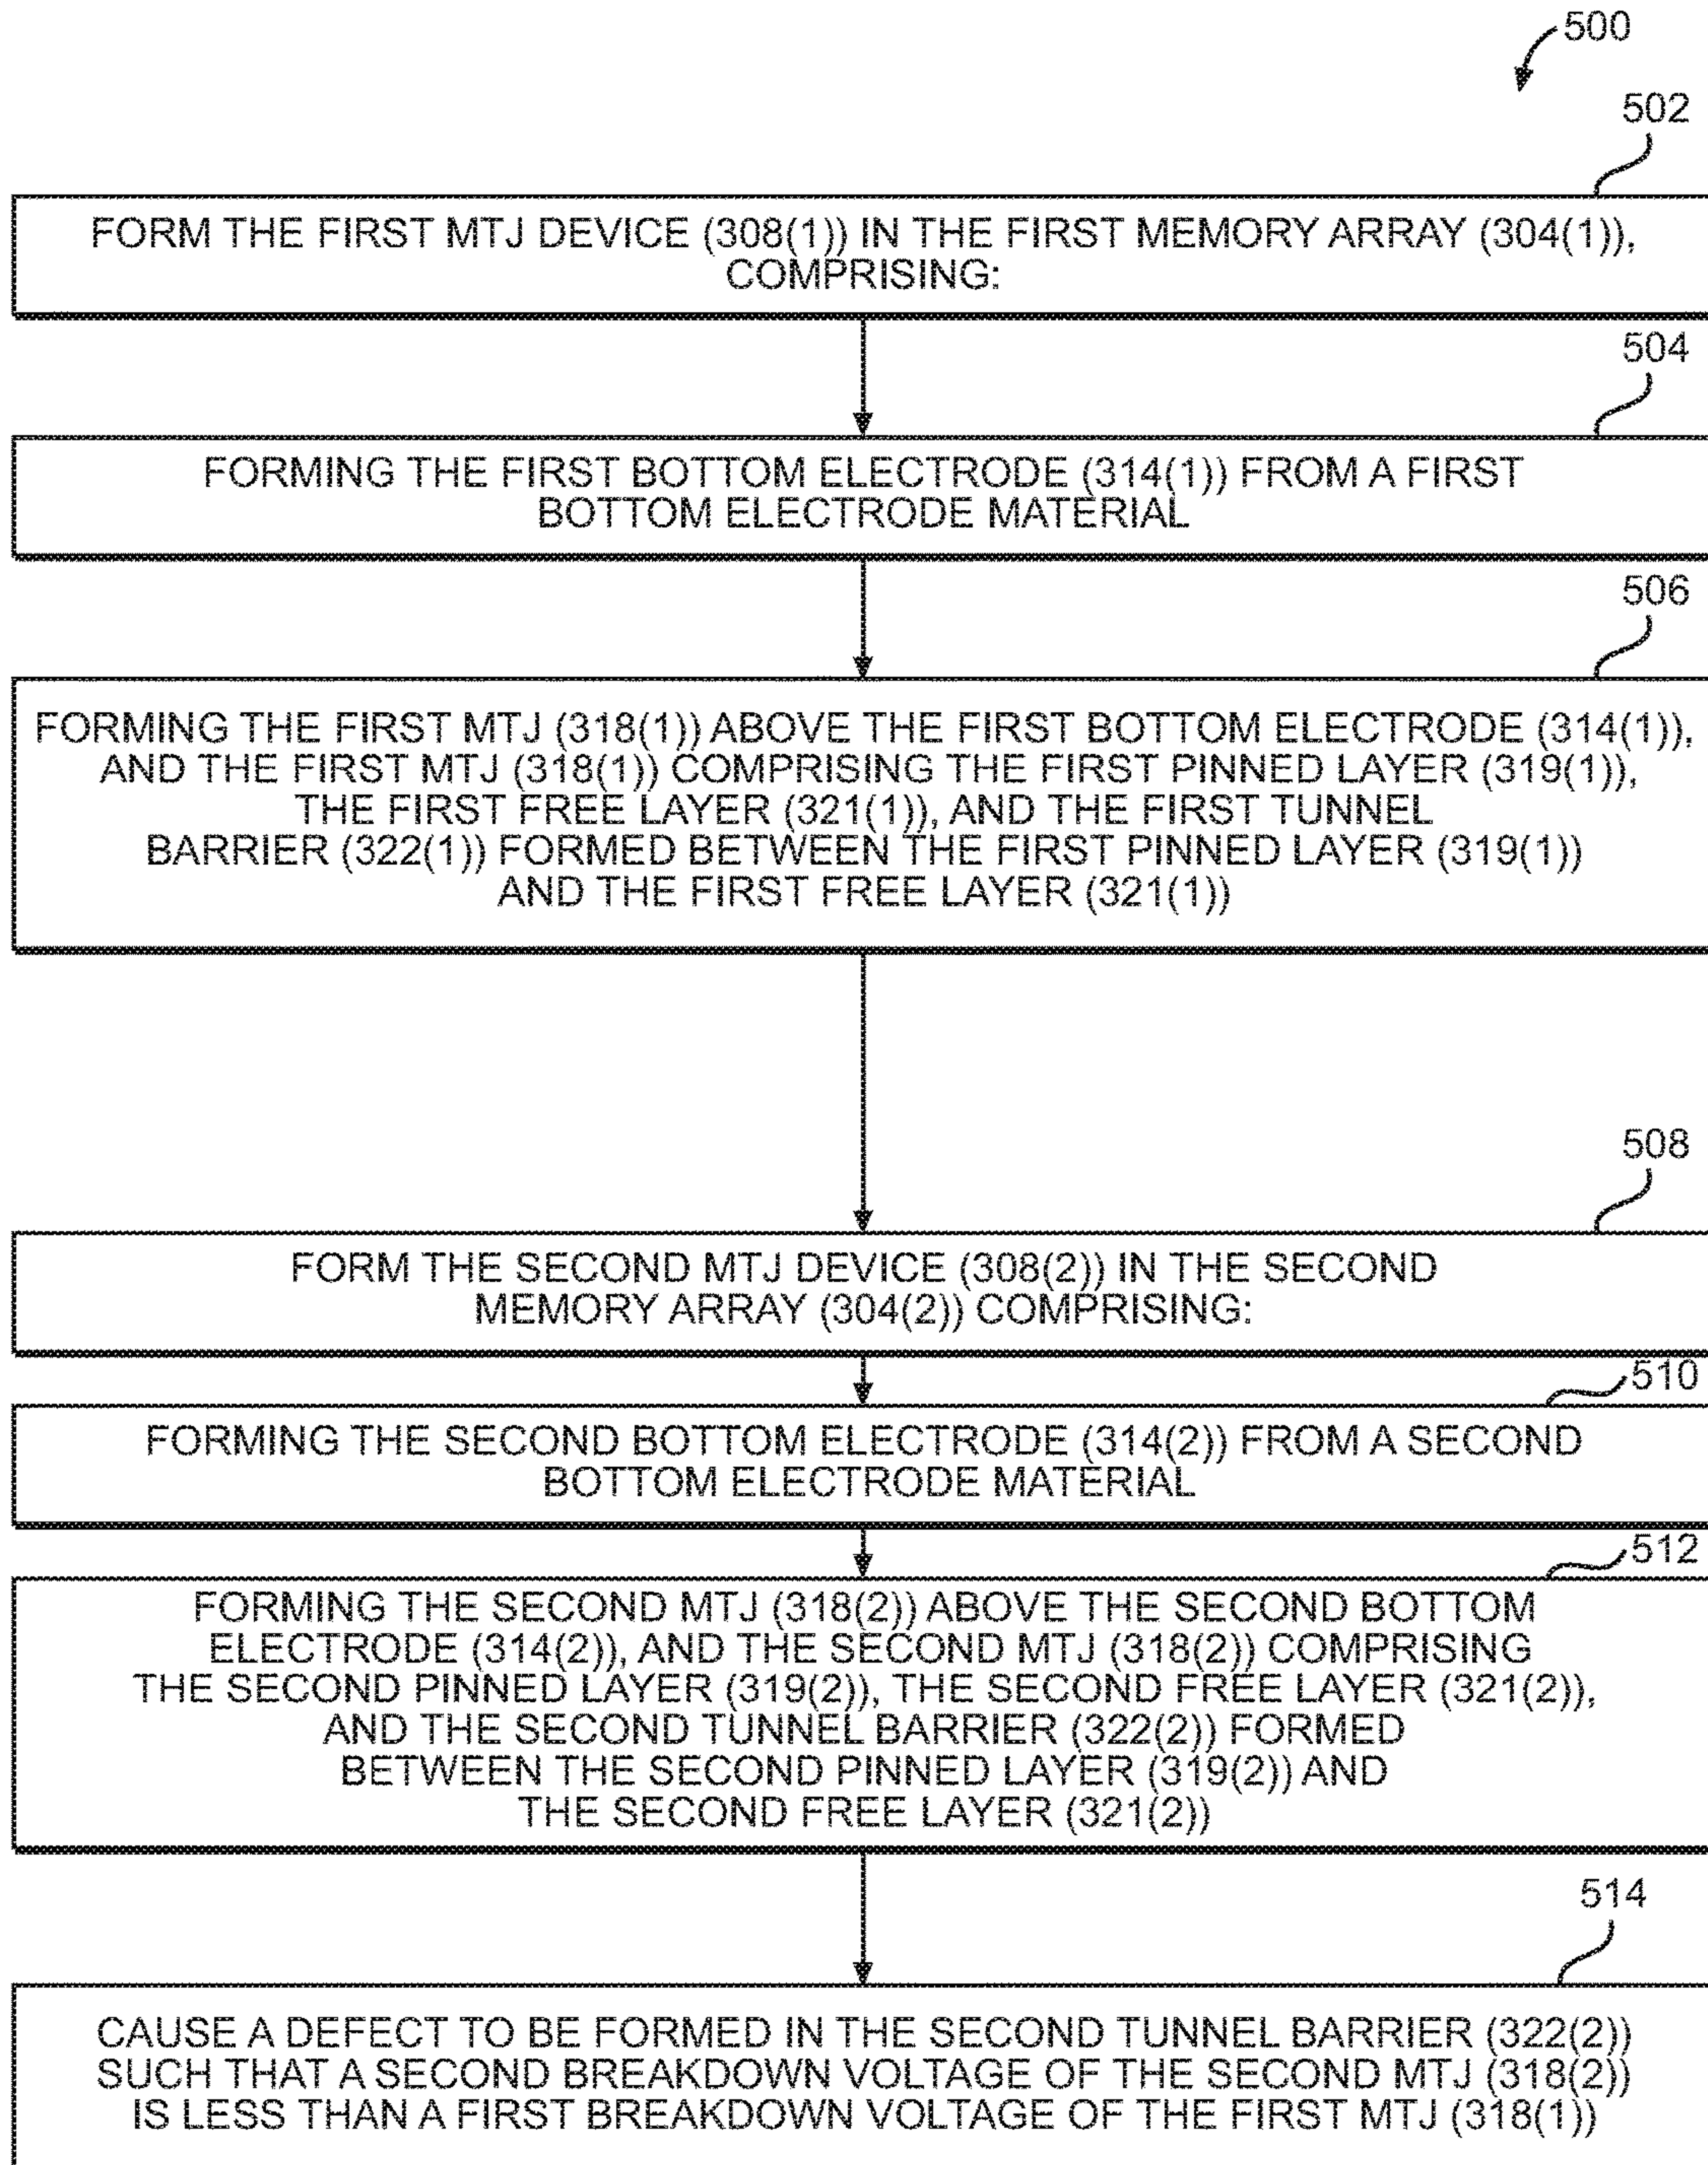 500
502
FORM THE FIRST MTJ DEVICE (308(1)) IN THE FIRST MEMORY ARRAY (304(1)),
COMPRISING:
504
FORMING THE FIRST BOTTOM ELECTRODE (314(1)) FROM A FIRST
BOTTOM ELECTRODE MATERIAL
506
FORMING THE FIRST MTJ (318(1)) ABOVE THE FIRST BOTTOM ELECTRODE (314(1)),
AND THE FIRST MTJ (318(1)) COMPRISING THE FIRST PINNED LAYER (319(1)),
THE FIRST FREE LAYER (321(1)), AND THE FIRST TUNNEL
BARRIER (322(1)) FORMED BETWEEN THE FIRST PINNED LAYER (319(1))
AND THE FIRST FREE LAYER (321(1))
508
FORM THE SECOND MTJ DEVICE (308(2)) IN THE SECOND
MEMORY ARRAY (304(2)) COMPRISING:
510
FORMING THE SECOND BOTTOM ELECTRODE (314(2)) FROM A SECOND
BOTTOM ELECTRODE MATERIAL
512
FORMING THE SECOND MTJ (318(2)) ABOVE THE SECOND BOTTOM
ELECTRODE (314(2)), AND THE SECOND MTJ (318(2)) COMPRISING
THE SECOND PINNED LAYER (319(2)), THE SECOND FREE LAYER (321(2)),
AND THE SECOND TUNNEL BARRIER (322(2)) FORMED
BETWEEN THE SECOND PINNED LAYER (319(2)) AND
THE SECOND FREE LAYER (321(2))
514
CAUSE A DEFECT TO BE FORMED IN THE SECOND TUNNEL BARRIER (322(2))
SUCH THAT A SECOND BREAKDOWN VOLTAGE OF THE SECOND MTJ (318(2))
IS LESS THAN A FIRST BREAKDOWN VOLTAGE OF THE FIRST MTJ (318(1))